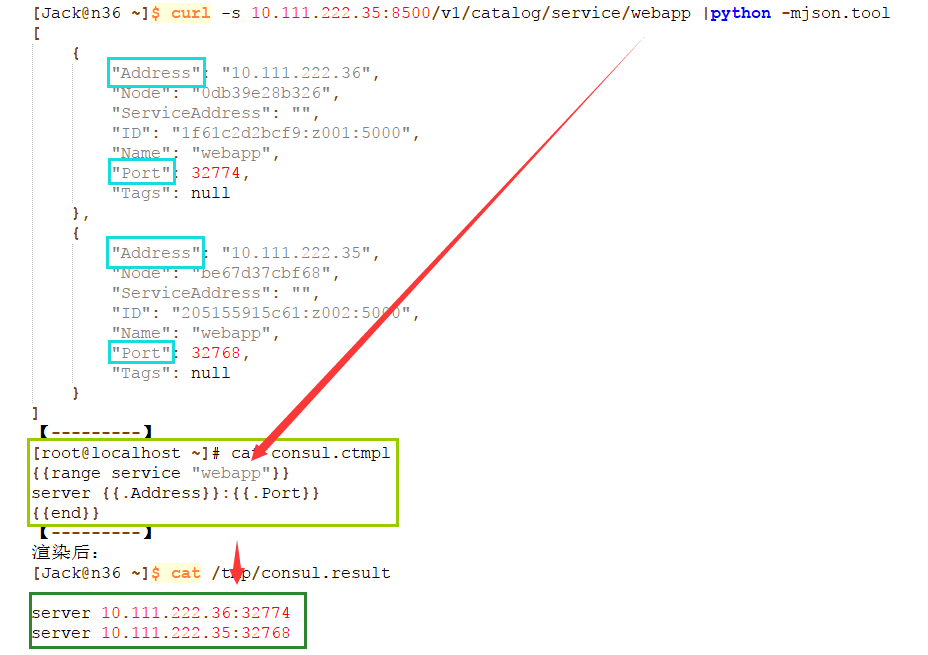 [Jack@n36 ~]$ curl -s 10.111.222.35:8500/v1/catalog/service/webapp |python -mjson.tool
[
{
"Address": "10.111.222.36",
"Node": "0db39e28b326",
"ServiceAddress": "",
"ID": "1f61c2d2bcf9:z001:5000",
"Name": "webapp",
"Port": 32774,
"Tags": null
},
{
"Address": "10.111.222.35",
"Node": "be67d37cbf68",
"ServiceAddress": "",
"ID": "205155915c61:z002:5000",
"Name": "webapp",
"Port": 32768,
"Tags": null
}
]
【---------】
[root@localhost ~]# cat consul.ctmpl
{{range service "webapp"}}
server {{.Address}}:{{.Port}}
{{end}}
【---------】
渲染后:
[Jack@n36 ~]$ cat /tmp/consul.result
server 10.111.222.36:32774
server 10.111.222.35:32768